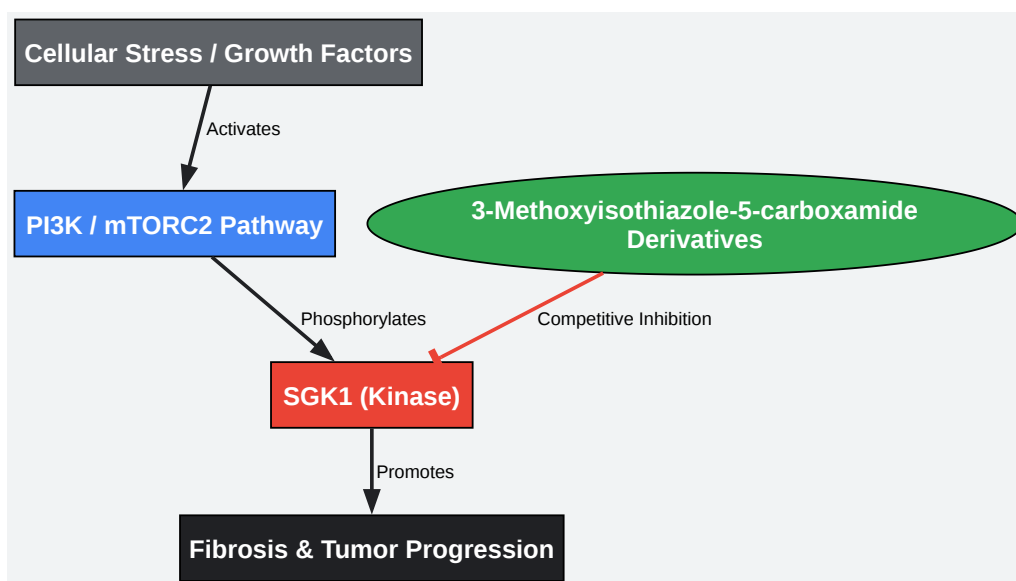 Cellular Stress / Growth Factors
Activates
PI3K / mTORC2 Pathway
3-Methoxyisothiazole-5-carboxamide
Derivatives
Phosphorylates
Competitive Inhibition
SGK1 (Kinase)
Promotes
Fibrosis & Tumor Progression